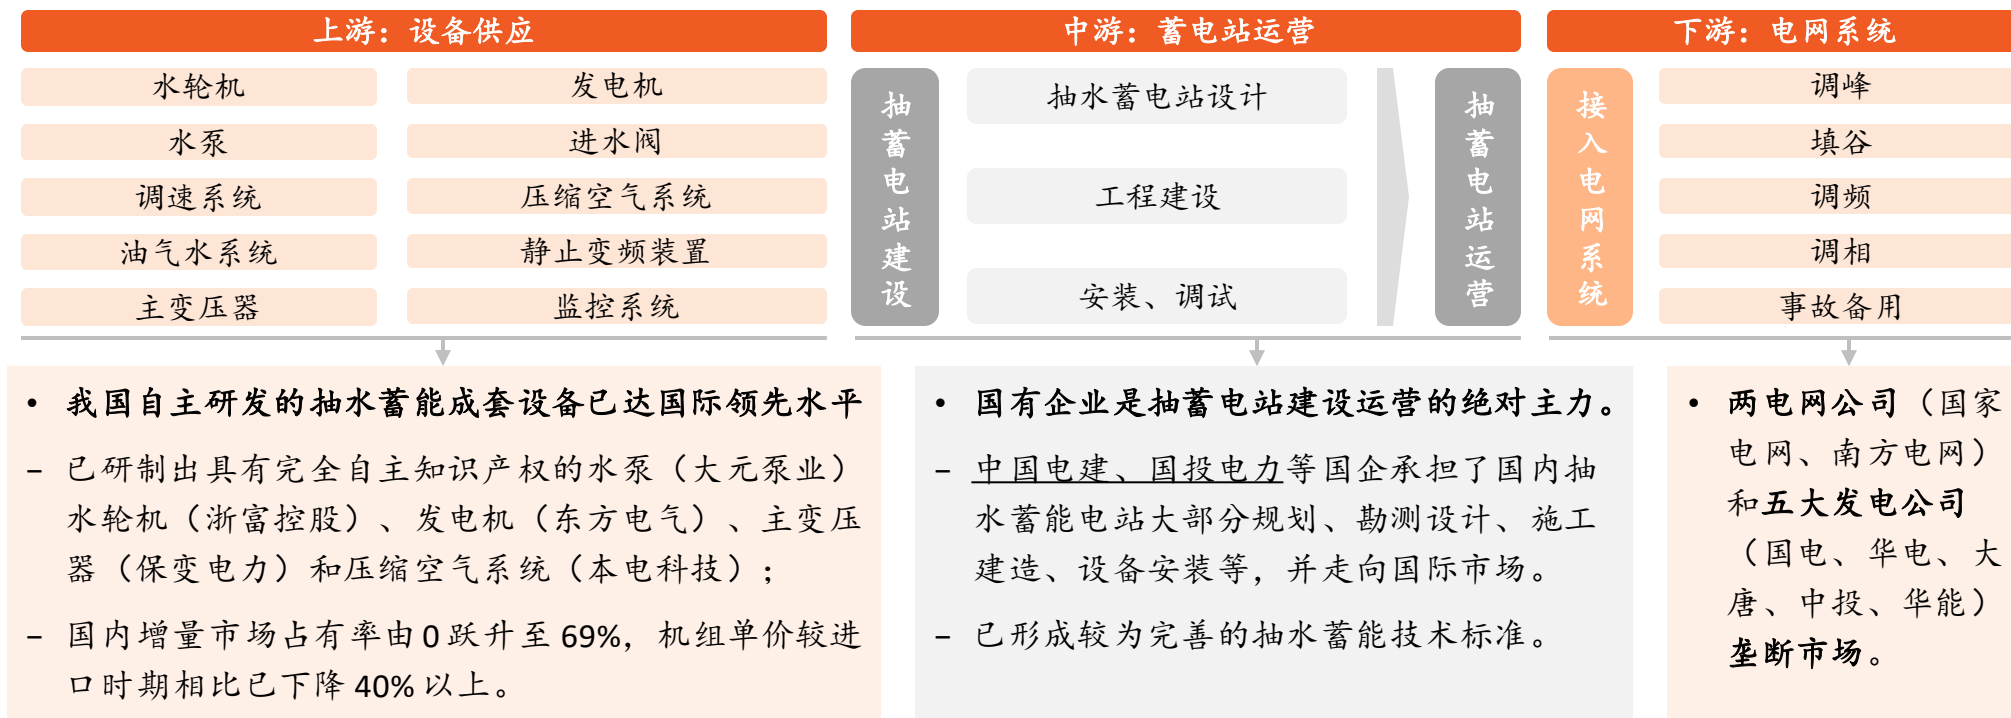 上游：设备供应
水轮机
发电机
水泵
进水阀
调速系统
压缩空气系统
油气水系统
静止变频装置
主变压器
监控系统
中游：蓄电站运营
抽蓄电站建设
抽水蓄电站设计
工程建设
安装、调试
抽蓄电站运营
下游：电网系统
接入电网系统
调峰
填谷
调频
调相
事故备用
• 我国自主研发的抽水蓄能成套设备已达国际领先水平
– 已研制出具有完全自主知识产权的水泵（大元泵业）
水轮机（浙富控股）、发电机（东方电气）、主变压
器（保变电力）和压缩空气系统（本电科技）；
– 国内增量市场占有率由0跃升至69%，机组单价较进
口时期相比已下降40%以上。
• 国有企业是抽蓄电站建设运营的绝对主力。
– 中国电建、国投电力等国企承担了国内抽
水蓄能电站大部分规划、勘测设计、施工
建造、设备安装等，并走向国际市场。
– 已形成较为完善的抽水蓄能技术标准。
• 两电网公司（国家
电网、南方电网）
和五大发电公司
（国电、华电、大
唐、中投、华能）
垄断市场。